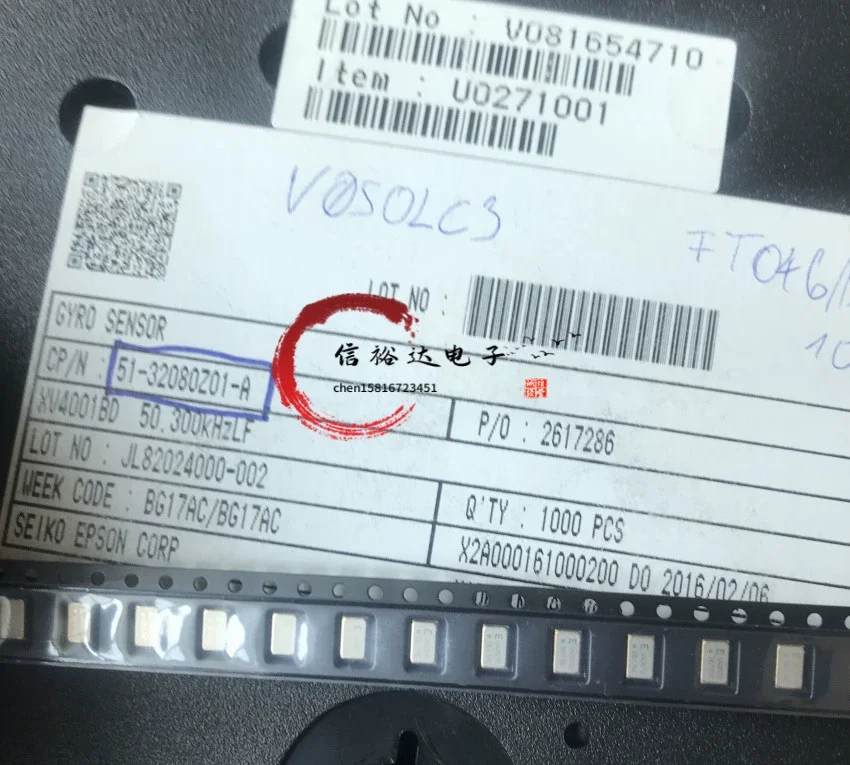 Lot No : V081654710
Item : U0271001
V050LC3
FT046/
10
LOT NO :
GYRO SENSOR
CP/N : 51-32080Z01-A
XV4001BD 50.300kHzLF
P/O : 2617286
LOT NO : JL82024000-002
WEEK CODE : BG17AC/BG17AC
Q'TY : 1000 PCS
SEIKO EPSON CORP
X2A000161000200 DO 2016/02/06
信裕达电子
chen15816723451